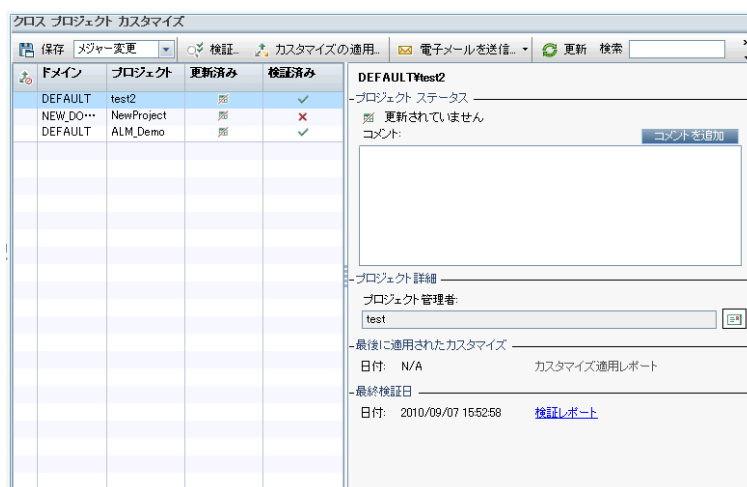 クロス プロジェクト カスタマイズ
保存 メジャー変更 検証... カスタマイズの適用... 電子メールを送信... 更新 検索
ドメイン プロジェクト 更新済み 検証済み
DEFAULT test2
NEW_DO… NewProject
DEFAULT ALM_Demo
DEFAULT¥test2
プロジェクト ステータス
更新されていません
コメント: コメントを追加
プロジェクト詳細
プロジェクト管理者:
test
最後に適用されたカスタマイズ
日付: N/A カスタマイズ適用レポート
最終検証日
日付: 2010/09/07 15:52:58 検証レポート